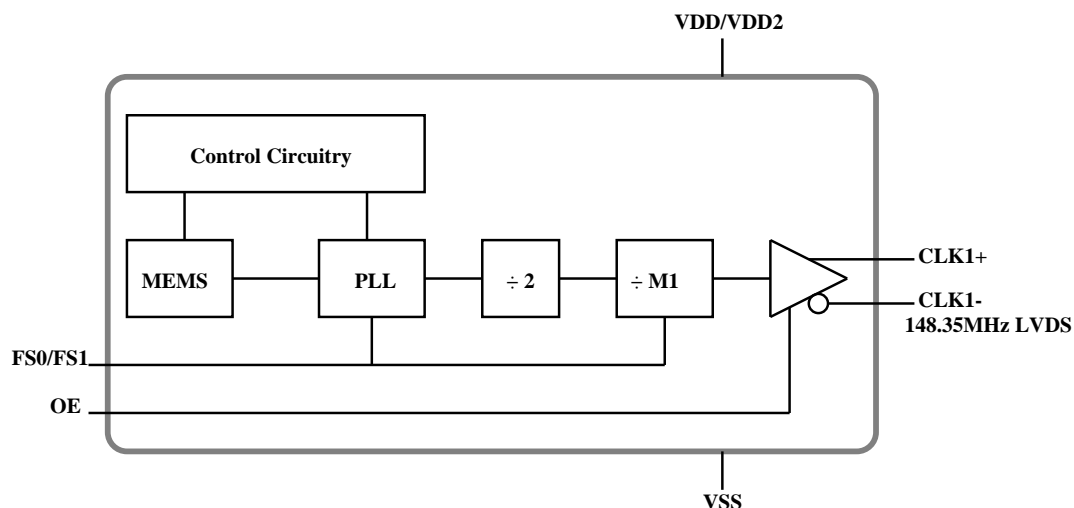 VDD/VDD2
Control Circuitry
MEMS
PLL
÷ 2
÷ M1
CLK1+
CLK1-
148.35MHz LVDS
FS0/FS1
OE
VSS